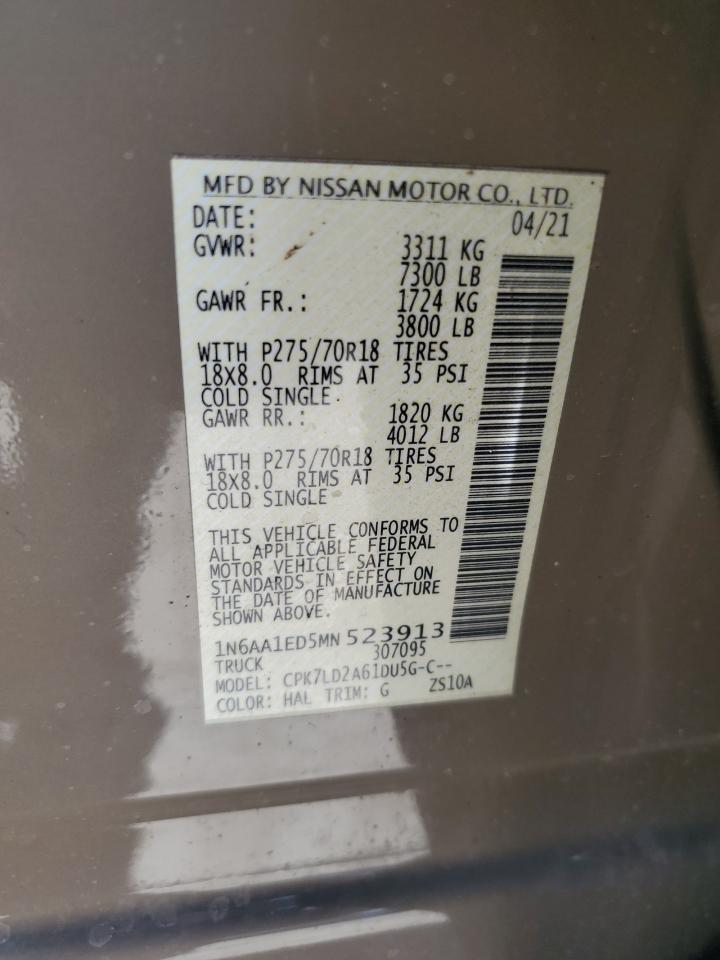 MFD BY NISSAN MOTOR CO., LTD.
DATE: 04/21
GVWR: 3311 KG
7300 LB
GAWR FR.: 1724 KG
3800 LB
WITH P275/70R18 TIRES
18X8.0 RIMS AT 35 PSI
COLD SINGLE
GAWR RR.: 1820 KG
4012 LB
WITH P275/70R18 TIRES
18X8.0 RIMS AT 35 PSI
COLD SINGLE
THIS VEHICLE CONFORMS TO
ALL APPLICABLE FEDERAL
MOTOR VEHICLE SAFETY
STANDARDS IN EFFECT ON
THE DATE OF MANUFACTURE
SHOWN ABOVE.
1N6AA1ED5MN523913
TRUCK 307095
MODEL: CPK7LD2A61DU5G-C--
COLOR: HAL TRIM: G ZS10A